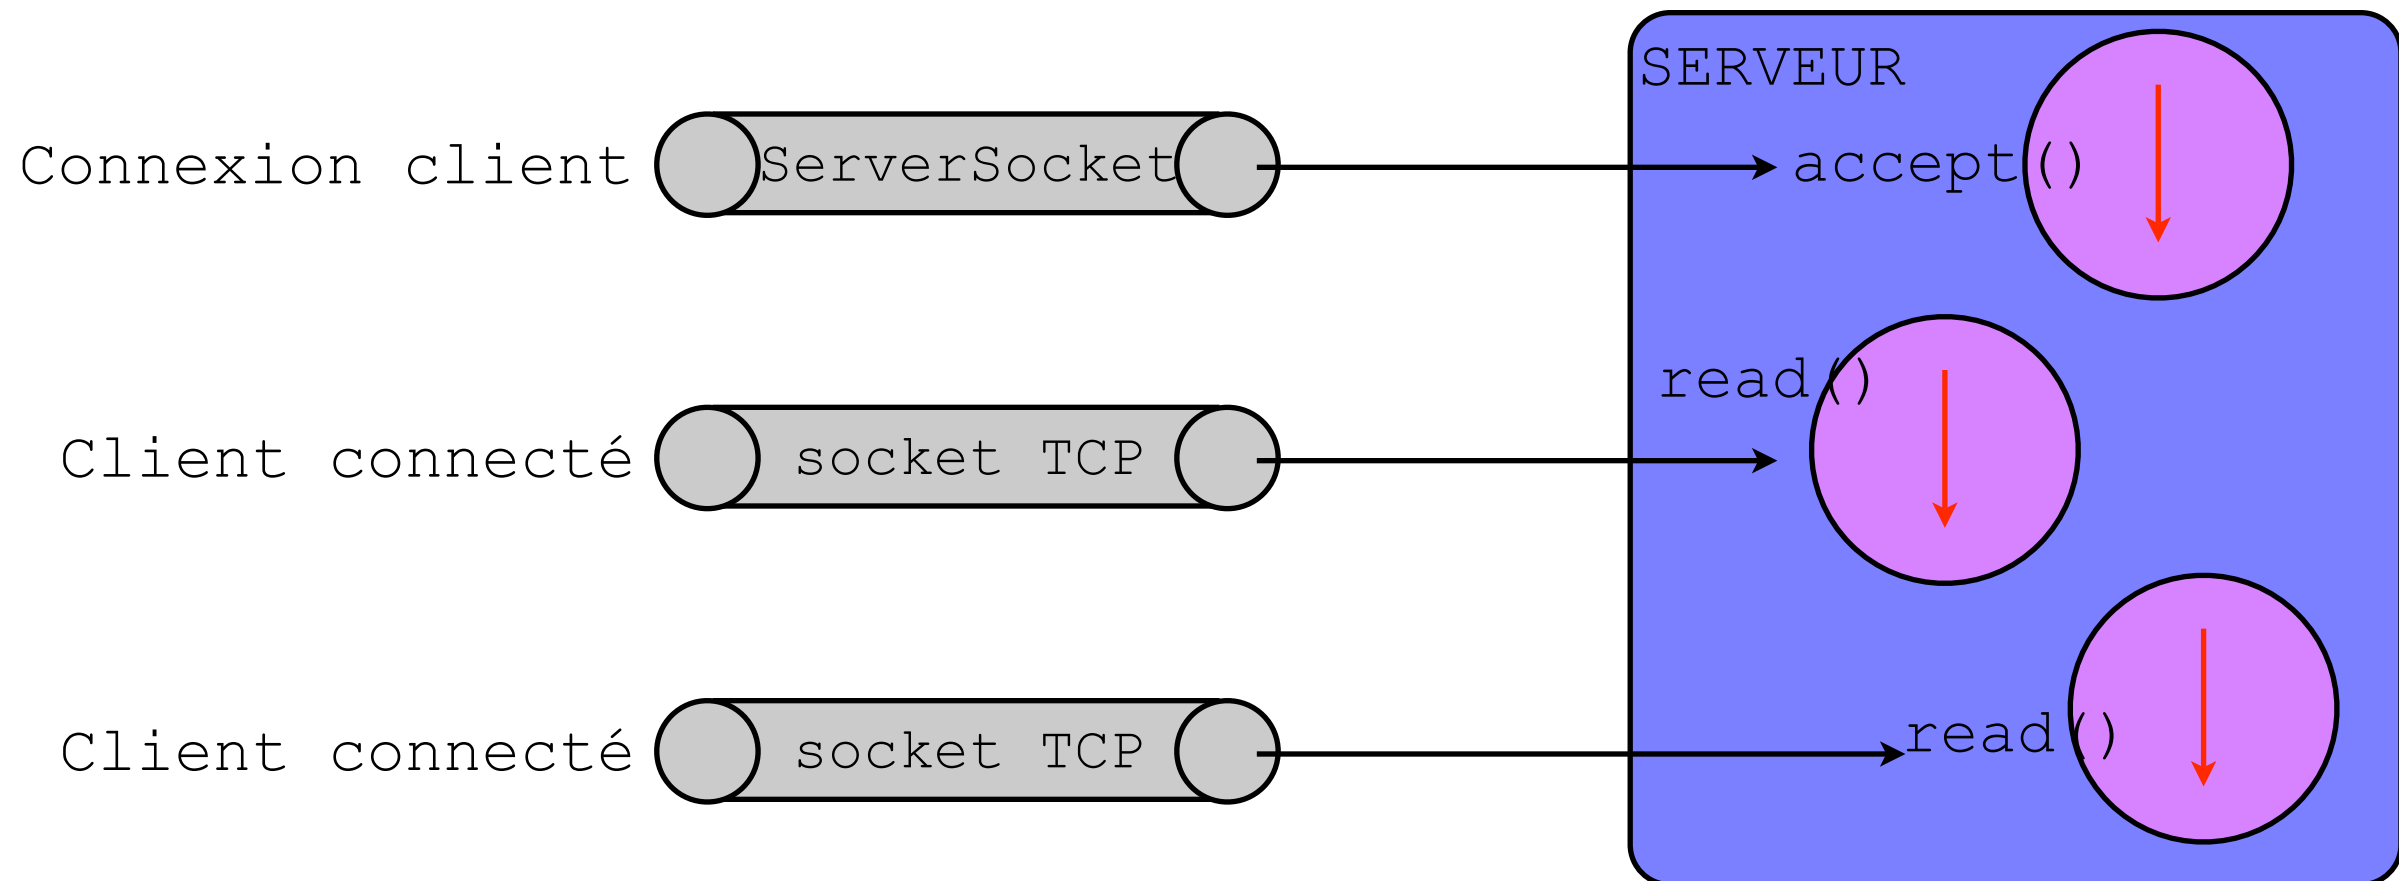 SERVEUR
Connexion client ServerSocket accept()
read()
Client connecté socket TCP
Client connecté socket TCP read()